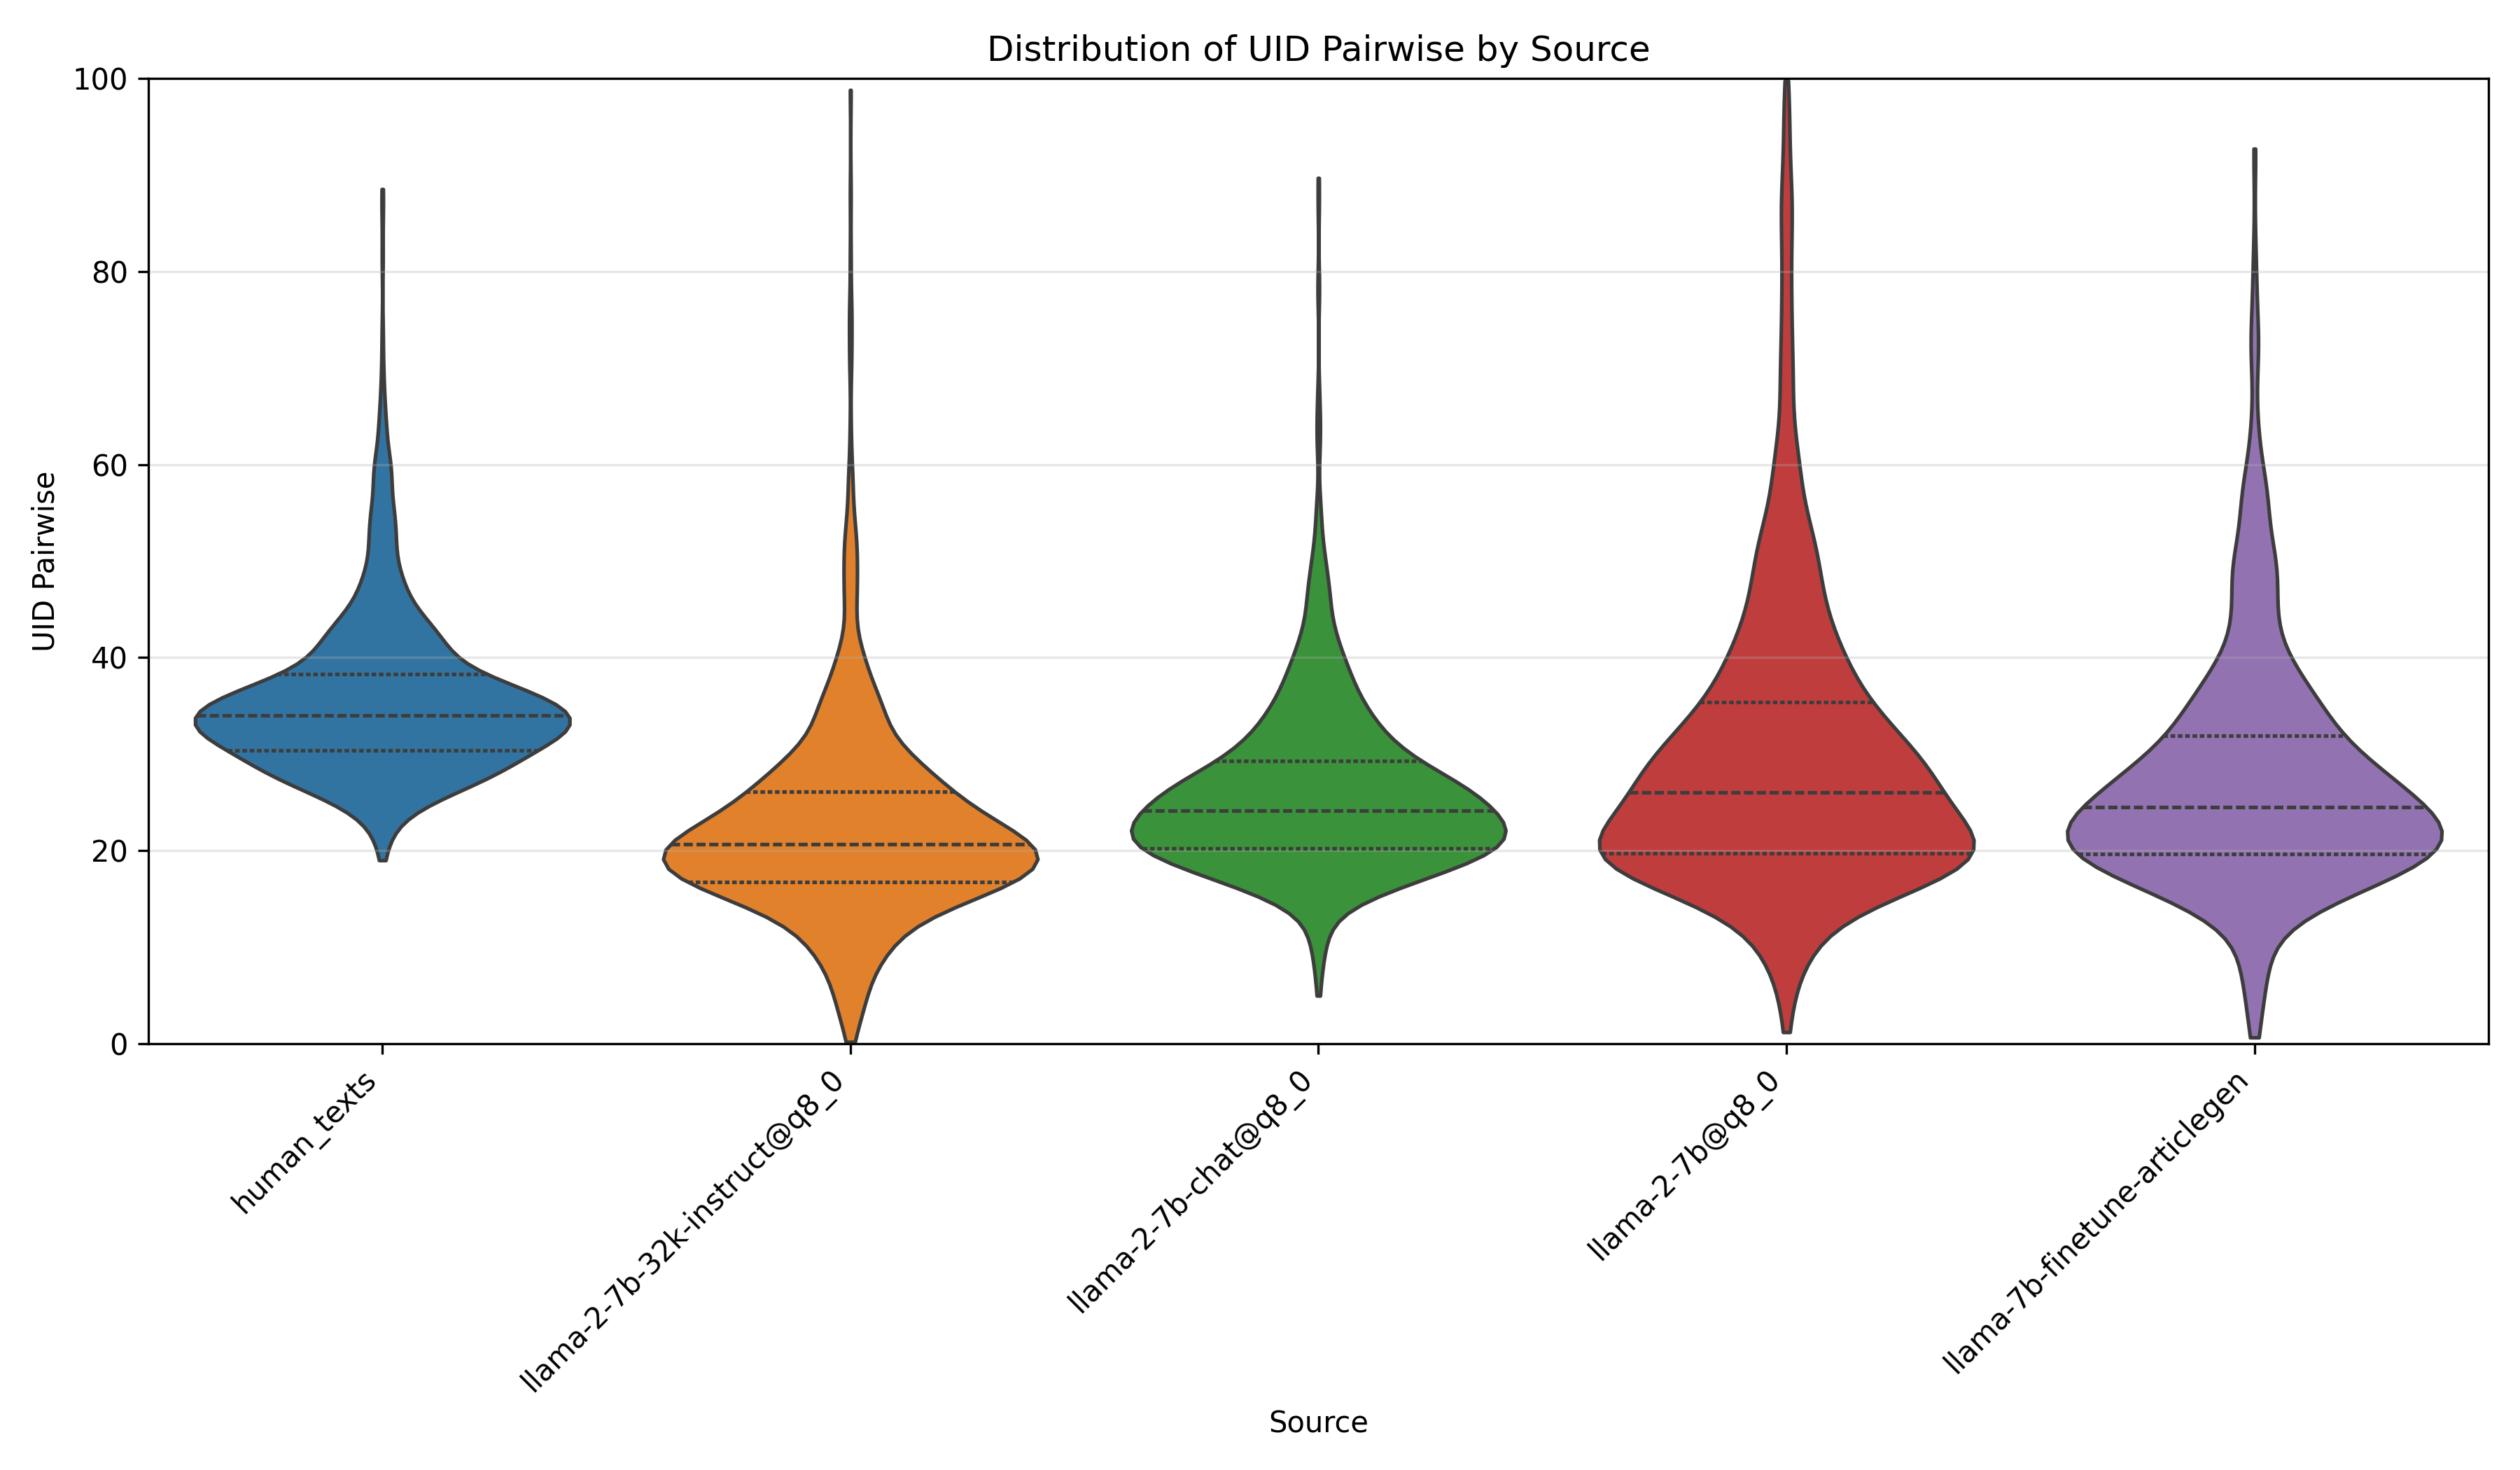 Distribution of UID Pairwise by Source
UID Pairwise
100
80
60
40
20
0
human_texts
llama-2-7b-32k-instruct@q8_0
llama-2-7b-chat@q8_0
llama-2-7b@q8_0
llama-7b-finetune-articlegen
Source